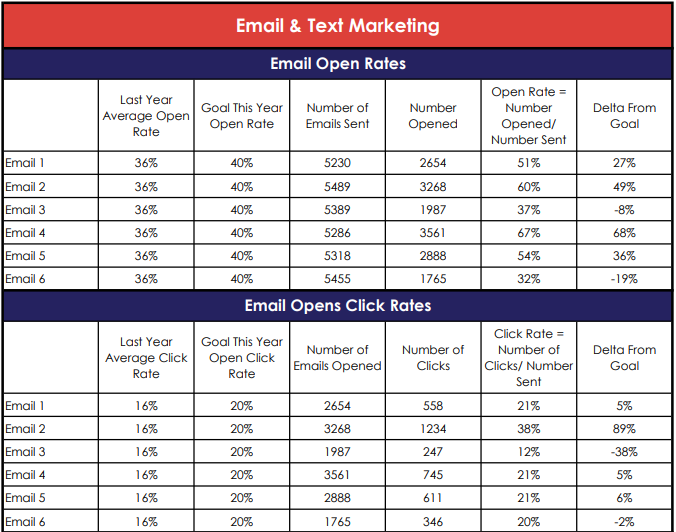 Email & Text Marketing
Email Open Rates
Last Year Average Open Rate Goal This Year Open Rate Number of Emails Sent Number Opened Open Rate = Number Opened/ Number Sent Delta From Goal
Email 1 36% 40% 5230 2654 51% 27%
Email 2 36% 40% 5489 3268 60% 49%
Email 3 36% 40% 5389 1987 37% -8%
Email 4 36% 40% 5286 3561 67% 68%
Email 5 36% 40% 5318 2888 54% 36%
Email 6 36% 40% 5455 1765 32% -19%
Email Opens Click Rates
Last Year Average Click Rate Goal This Year Open Click Rate Number of Emails Opened Number of Clicks Click Rate = Number of Clicks/ Number Sent Delta From Goal
Email 1 16% 20% 2654 558 21% 5%
Email 2 16% 20% 3268 1234 38% 89%
Email 3 16% 20% 1987 247 12% -38%
Email 4 16% 20% 3561 745 21% 5%
Email 5 16% 20% 2888 611 21% 6%
Email 6 16% 20% 1765 346 20% -2%